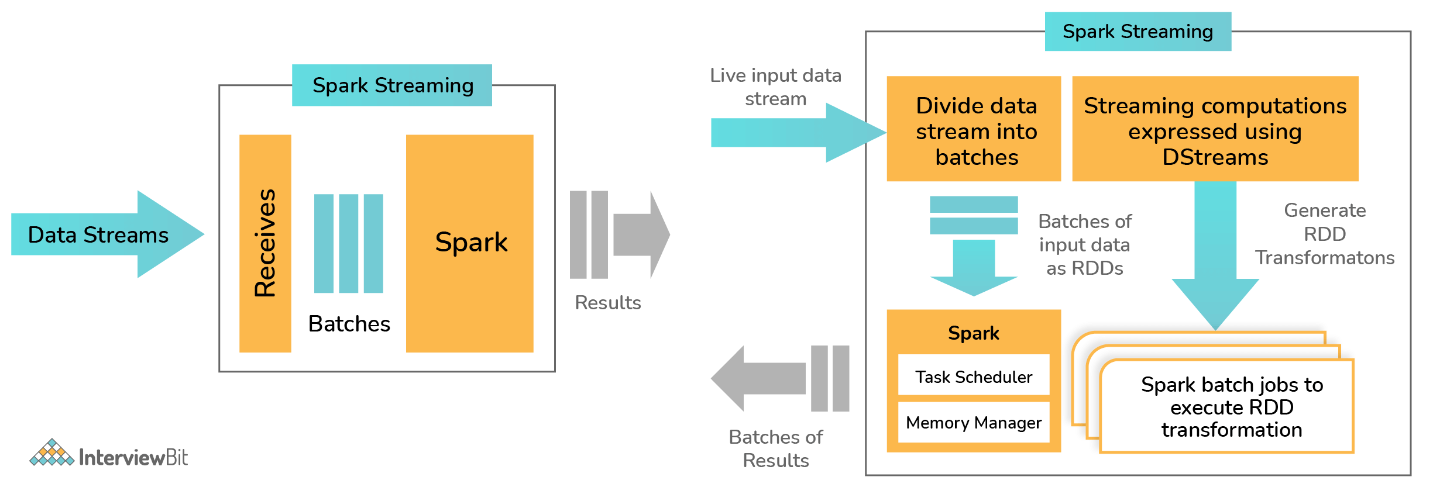 Spark Streaming
Data Streams
Receives
Batches
Spark
Results
InterviewBit
Spark Streaming
Live input data
stream
Divide data
stream into
batches
Streaming computations
expressed using
DStreams
Batches of
input data
as RDDs
Generate
RDD
Transformatons
Spark
Task Scheduler
Memory Manager
Spark batch jobs to
execute RDD
transformation
Batches of
Results